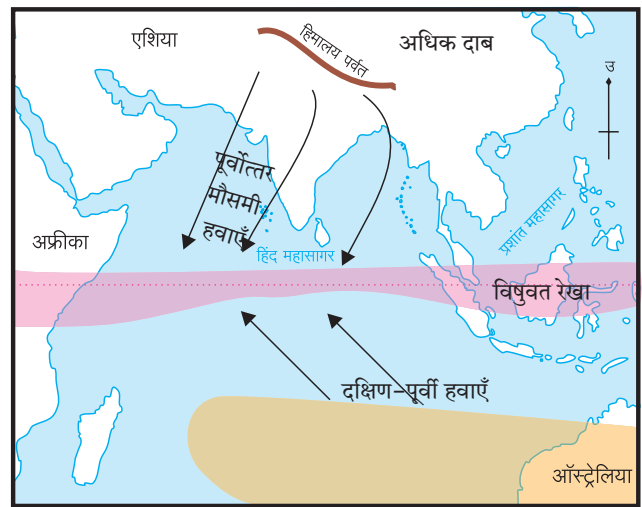 एशिया
हिमालय पर्वत
अधिक दाब
उ
पूर्वोत्तर
मौसमी
हवाएँ
अफ्रीका
हिंद महासागर
प्रशांत महासागर
विषुवत रेखा
दक्षिण-पूर्वी हवाएँ
ऑस्ट्रेलिया